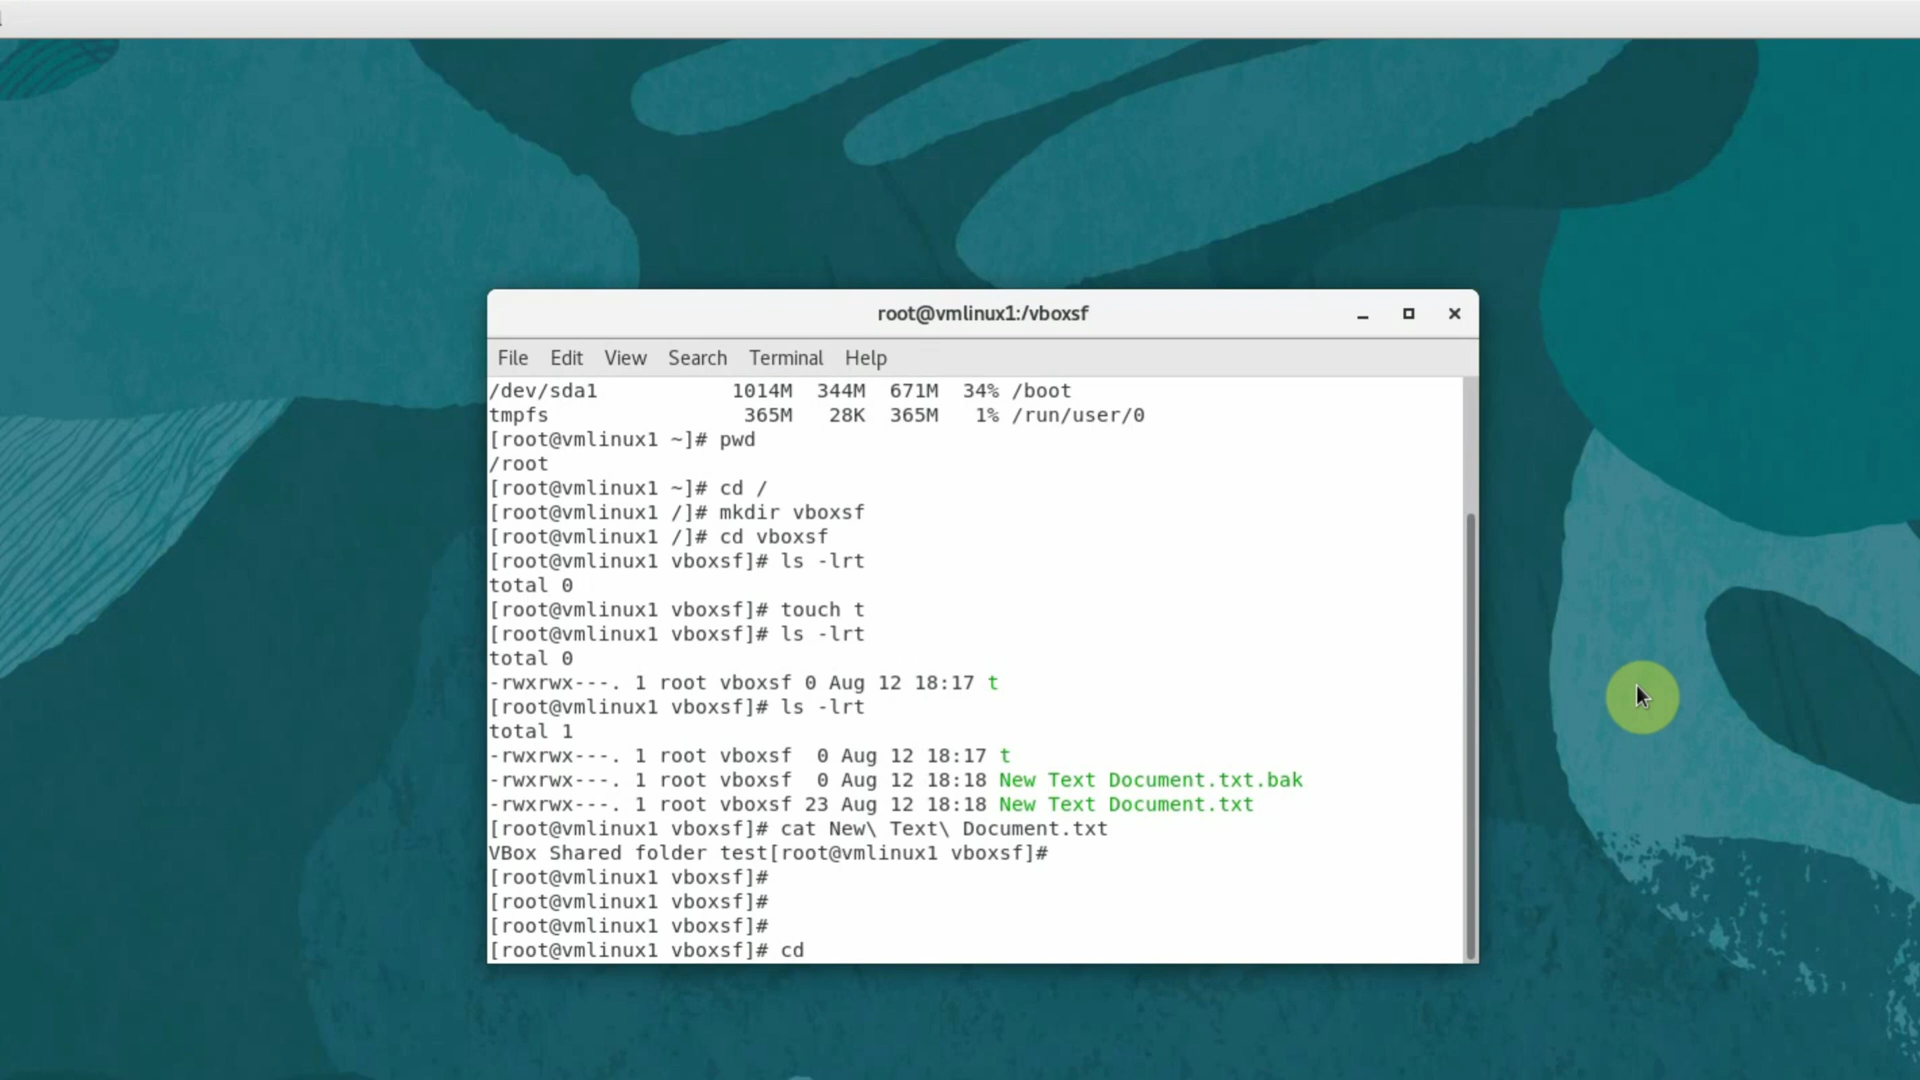 root@vmlinux1:/vboxsf
File Edit View Search Terminal Help
/dev/sda1           1014M  344M  671M  34% /boot
tmpfs                365M   28K  365M   1% /run/user/0
[root@vmlinux1 ~]# pwd
/root
[root@vmlinux1 ~]# cd /
[root@vmlinux1 /]# mkdir vboxsf
[root@vmlinux1 /]# cd vboxsf
[root@vmlinux1 vboxsf]# ls -lrt
total 0
[root@vmlinux1 vboxsf]# touch t
[root@vmlinux1 vboxsf]# ls -lrt
total 0
-rwxrwx---. 1 root vboxsf 0 Aug 12 18:17 t
[root@vmlinux1 vboxsf]# ls -lrt
total 1
-rwxrwx---. 1 root vboxsf  0 Aug 12 18:17 t
-rwxrwx---. 1 root vboxsf  0 Aug 12 18:18 New Text Document.txt.bak
-rwxrwx---. 1 root vboxsf 23 Aug 12 18:18 New Text Document.txt
[root@vmlinux1 vboxsf]# cat New\ Text\ Document.txt
VBox Shared folder test[root@vmlinux1 vboxsf]#
[root@vmlinux1 vboxsf]#
[root@vmlinux1 vboxsf]#
[root@vmlinux1 vboxsf]#
[root@vmlinux1 vboxsf]# cd